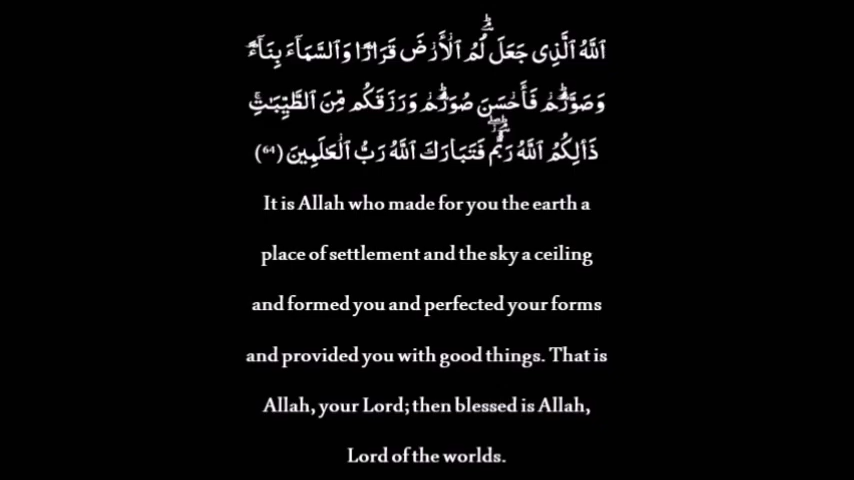 ٱللَّهُ ٱلَّذِى جَعَلَ لَكُمُ ٱلْأَرْضَ قَرَارًا وَٱلسَّمَآءَ بِنَآءً
وَصَوَّرَكُمْ فَأَحْسَنَ صُوَرَكُمْ وَرَزَقَكُم مِّنَ ٱلطَّيِّبَـٰتِ ۚ
ذَٰلِكُمُ ٱللَّهُ رَبُّكُمْ ۖ فَتَبَارَكَ ٱللَّهُ رَبُّ ٱلْعَـٰلَمِينَ (٦٤)
It is Allah who made for you the earth a
place of settlement and the sky a ceiling
and formed you and perfected your forms
and provided you with good things. That is
Allah, your Lord; then blessed is Allah,
Lord of the worlds.